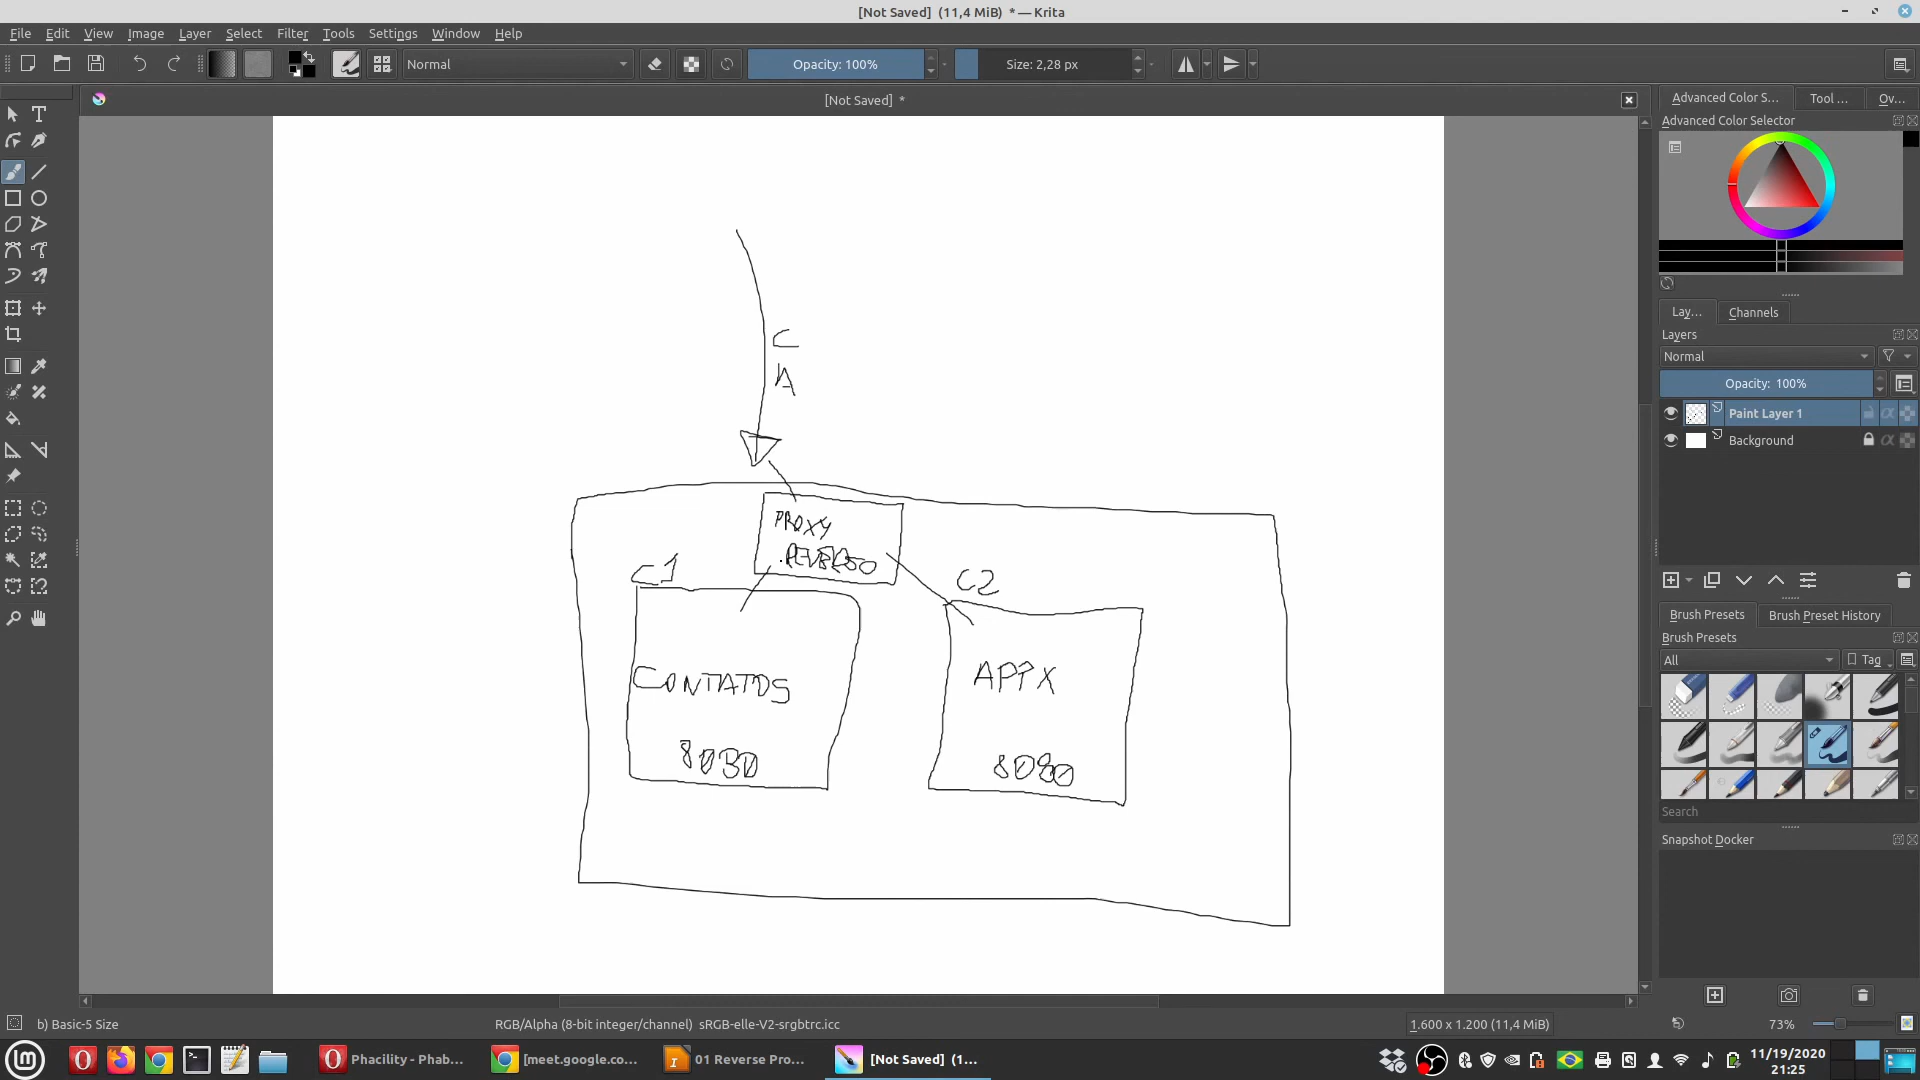 [Not Saved]  (11,4 MiB)  * — Krita
File Edit View Image Layer Select Filter Tools Settings Window Help
Normal Opacity: 100% Size: 2,28 px
[Not Saved]  *
Advanced Color S... Tool ... Ov...
Advanced Color Selector
Lay... Channels
Layers
Normal
Opacity:  100%
Paint Layer 1
Background
Brush Presets Brush Preset History
Brush Presets
All Tag
Search
Snapshot Docker
C
A
PROXY
REVERSO
C1
C2
CONTATOS
APPX
8080
8080
b) Basic-5 Size RGB/Alpha (8-bit integer/channel)  sRGB-elle-V2-srgbtrc.icc 1.600 x 1.200 (11,4 MiB) 73%
Phacility - Phab... [meet.google.co... 01 Reverse Pro... [Not Saved]  (1... 11/19/2020
21:25